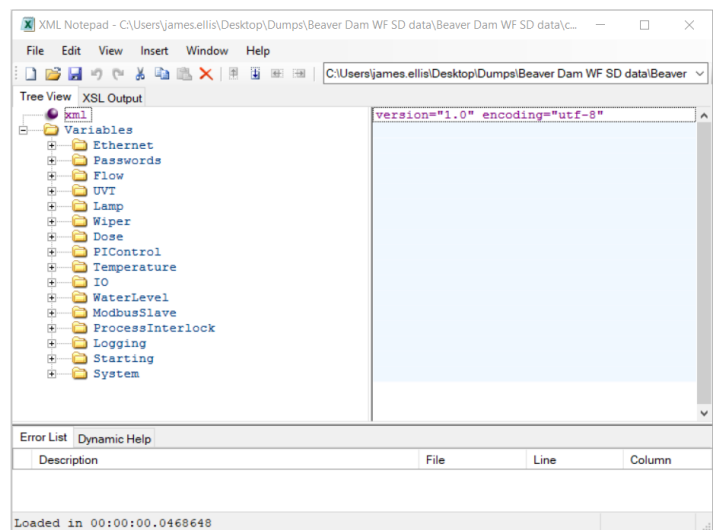 XML Notepad - C:\Users\james.ellis\Desktop\Dumps\Beaver Dam WF SD data\Beaver Dam WF SD data\c...
File Edit View Insert Window Help
C:\Users\james.ellis\Desktop\Dumps\Beaver Dam WF SD data\Beaver
Tree View XSL Output
xml version="1.0" encoding="utf-8"
Variables
Ethernet
Passwords
Flow
UVT
Lamp
Wiper
Dose
PIControl
Temperature
IO
WaterLevel
ModbusSlave
ProcessInterlock
Logging
Starting
System
Error List Dynamic Help
Description File Line Column
Loaded in 00:00:00.0468648